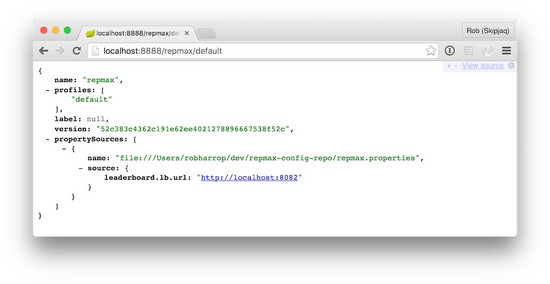 localhost:8888/repmax/def
Rob (Skipjaq)
localhost:8888/repmax/default
+ - View source
{
name: "repmax",
- profiles: [
"default"
],
label: null,
version: "52c383c4362c191e62ee4021278896667538f52c",
- propertySources: [
- {
name: "file:///Users/robharrop/dev/repmax-config-repo/repmax.properties",
- source: {
leaderboard.lb.url: "http://localhost:8082"
}
}
]
}